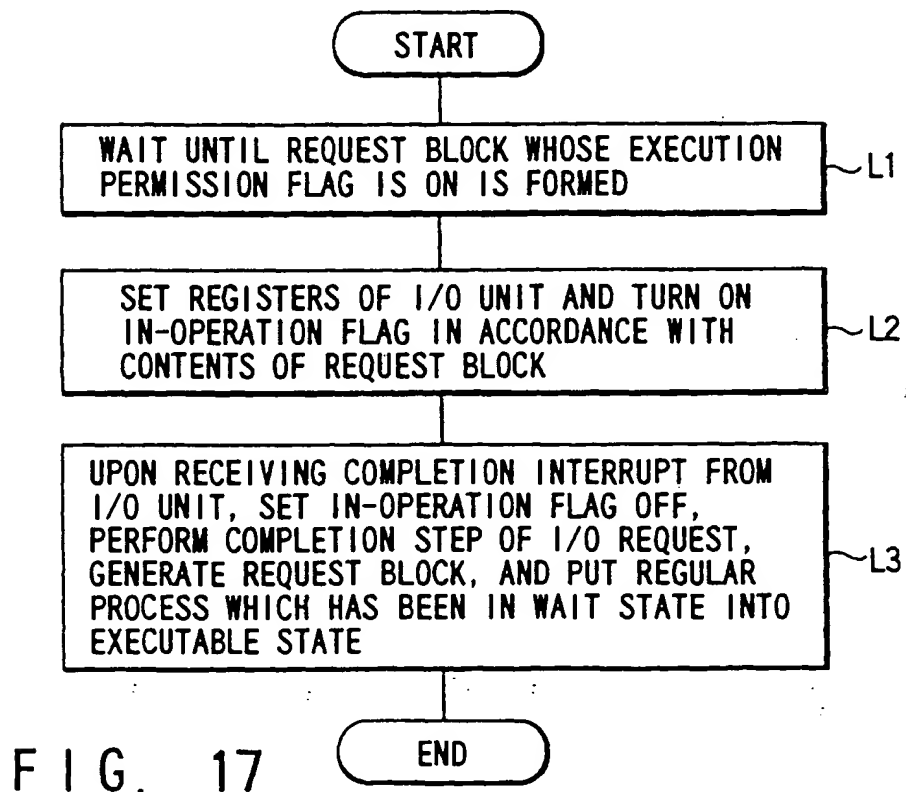 START
WAIT UNTIL REQUEST BLOCK WHOSE EXECUTION
PERMISSION FLAG IS ON IS FORMED
L1
SET REGISTERS OF I/O UNIT AND TURN ON
IN-OPERATION FLAG IN ACCORDANCE WITH
CONTENTS OF REQUEST BLOCK
L2
UPON RECEIVING COMPLETION INTERRUPT FROM
I/O UNIT, SET IN-OPERATION FLAG OFF,
PERFORM COMPLETION STEP OF I/O REQUEST,
GENERATE REQUEST BLOCK, AND PUT REGULAR
PROCESS WHICH HAS BEEN IN WAIT STATE INTO
EXECUTABLE STATE
L3
END
FIG. 17